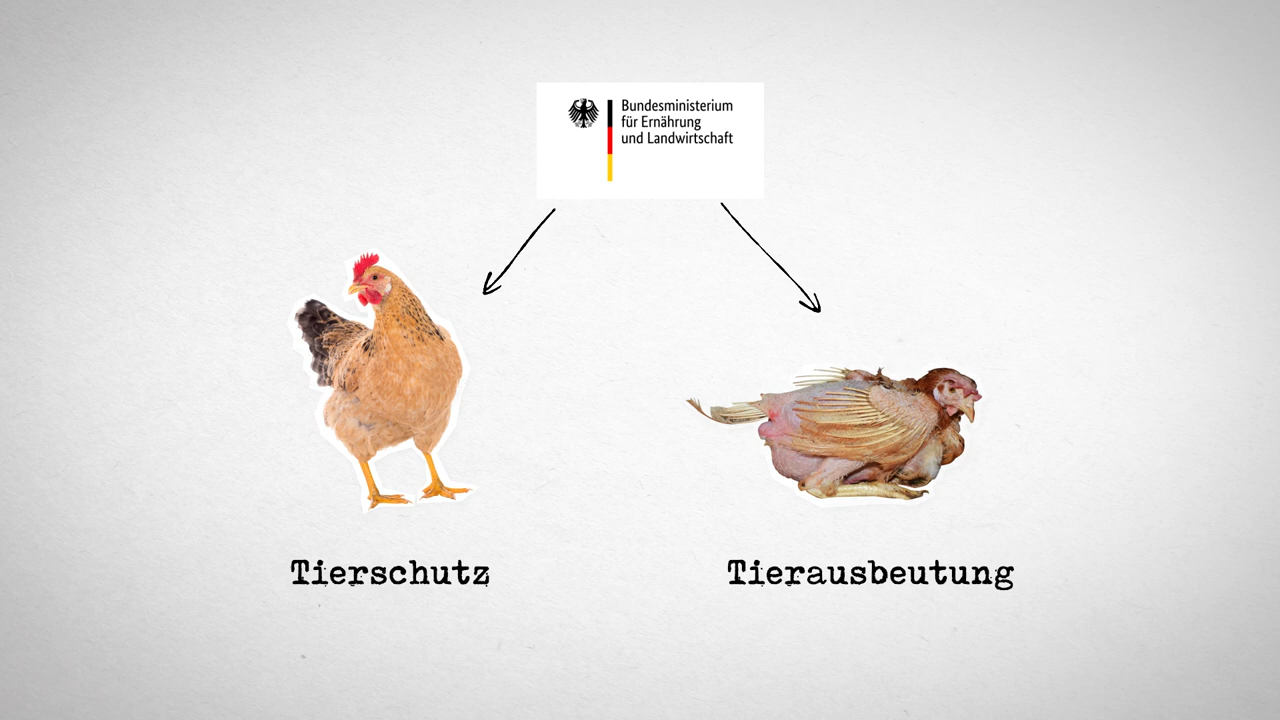 Bundesministerium
für Ernährung
und Landwirtschaft
Tierschutz
Tierausbeutung